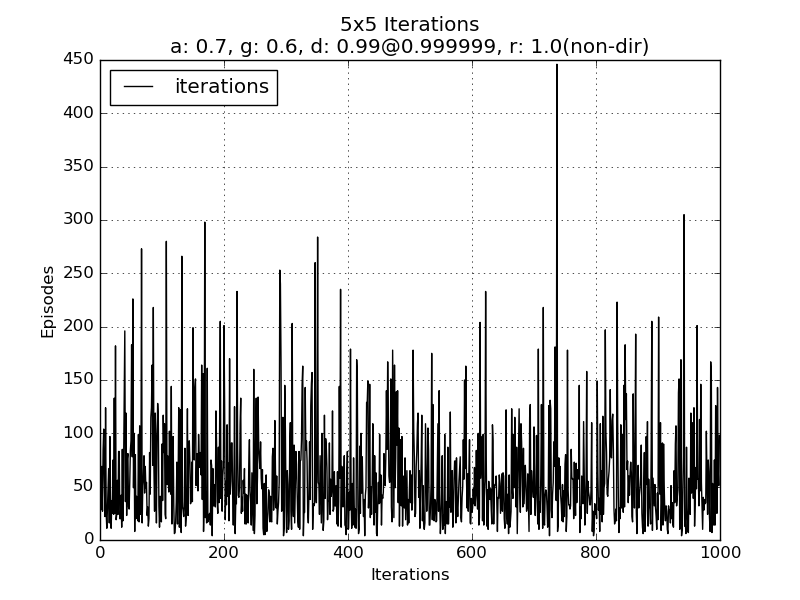 5x5 Iterations
a: 0.7, g: 0.6, d: 0.99@0.999999, r: 1.0(non-dir)
iterations
450
400
350
300
250
200
150
100
50
0
Episodes
0 200 400 600 800 1000
Iterations